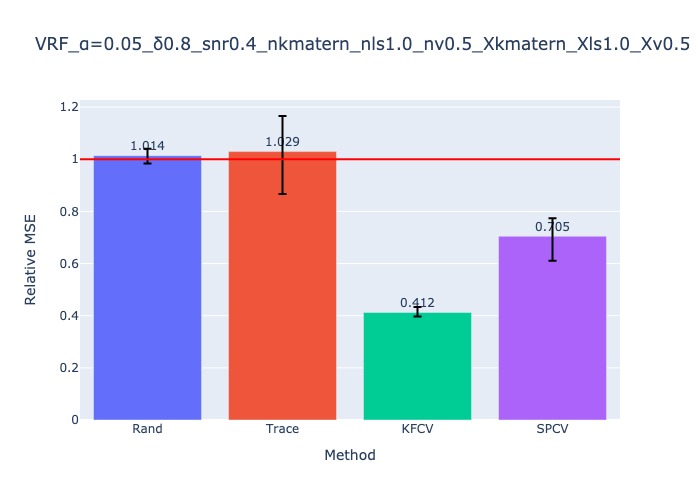 VRF_α=0.05_δ0.8_snr0.4_nkmatern_nls1.0_nv0.5_Xkmatern_Xls1.0_Xv0.5
1.2
1
0.8
0.6
0.4
0.2
0
1.014
1.029
0.412
0.705
Relative MSE
Rand
Trace
KFCV
SPCV
Method